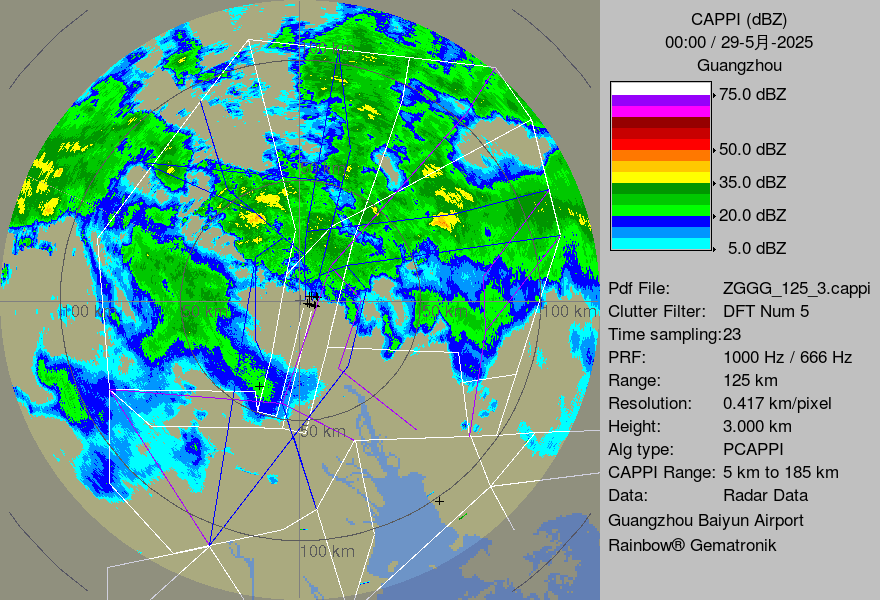 CAPPI (dBZ)
00:00 / 29-5月-2025
Guangzhou
75.0 dBZ
50.0 dBZ
35.0 dBZ
20.0 dBZ
5.0 dBZ
Pdf File: ZGGG_125_3.cappi
Clutter Filter: DFT Num 5
Time sampling:23
PRF: 1000 Hz / 666 Hz
Range: 125 km
Resolution: 0.417 km/pixel
Height: 3.000 km
Alg type: PCAPPI
CAPPI Range: 5 km to 185 km
Data: Radar Data
Guangzhou Baiyun Airport
Rainbow® Gematronik
100 km
50 km
50 km
100 km
50 km
100 km